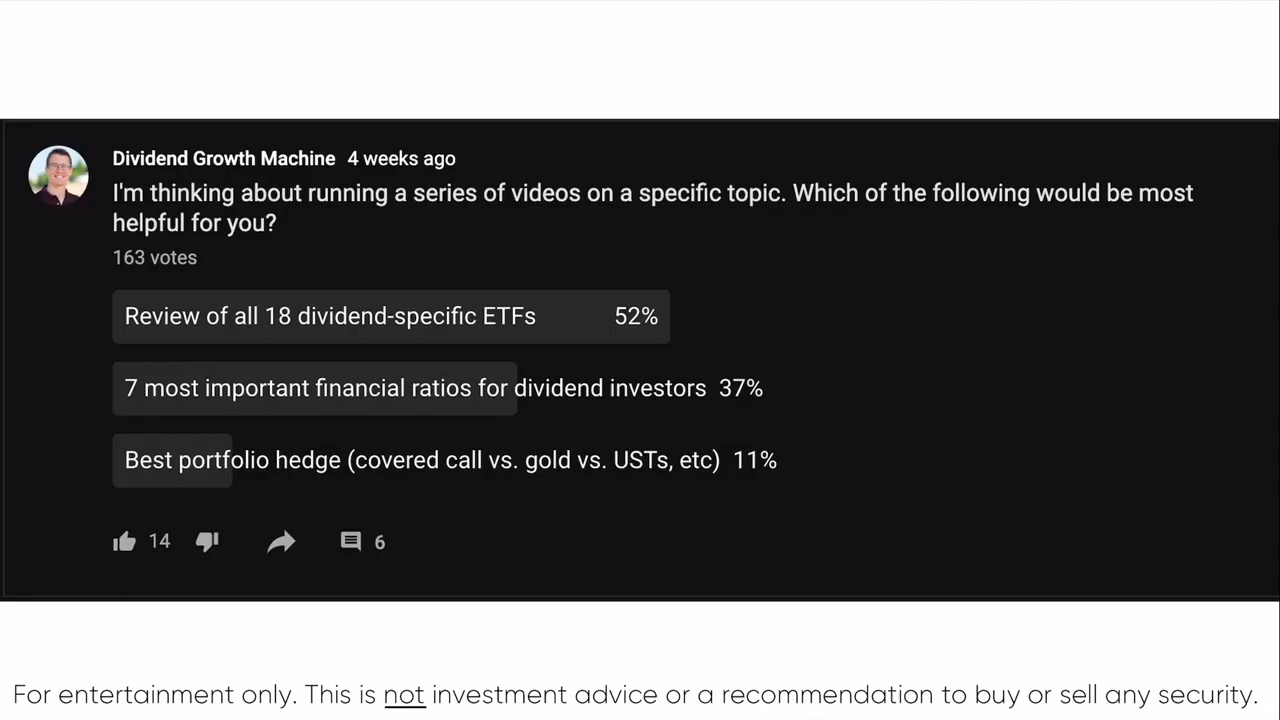 Dividend Growth Machine 4 weeks ago
I'm thinking about running a series of videos on a specific topic. Which of the following would be most
helpful for you?
163 votes
Review of all 18 dividend-specific ETFs 52%
7 most important financial ratios for dividend investors 37%
Best portfolio hedge (covered call vs. gold vs. USTs, etc) 11%
14 6
For entertainment only. This is not investment advice or a recommendation to buy or sell any security.